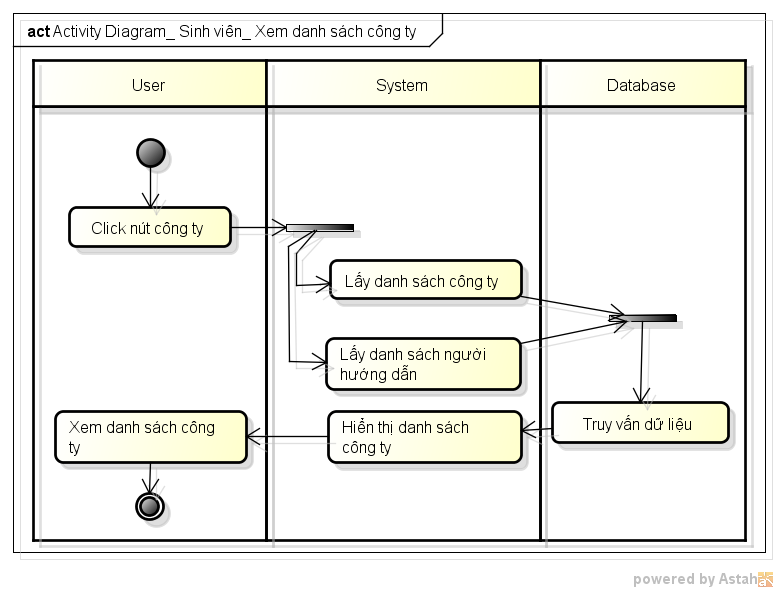 act Activity Diagram_ Sinh viên_ Xem danh sách công ty
User
System
Database
Click nút công ty
Lấy danh sách công ty
Lấy danh sách người
hướng dẫn
Xem danh sách công
ty
Hiển thị danh sách
công ty
Truy vấn dữ liệu
powered by Astah